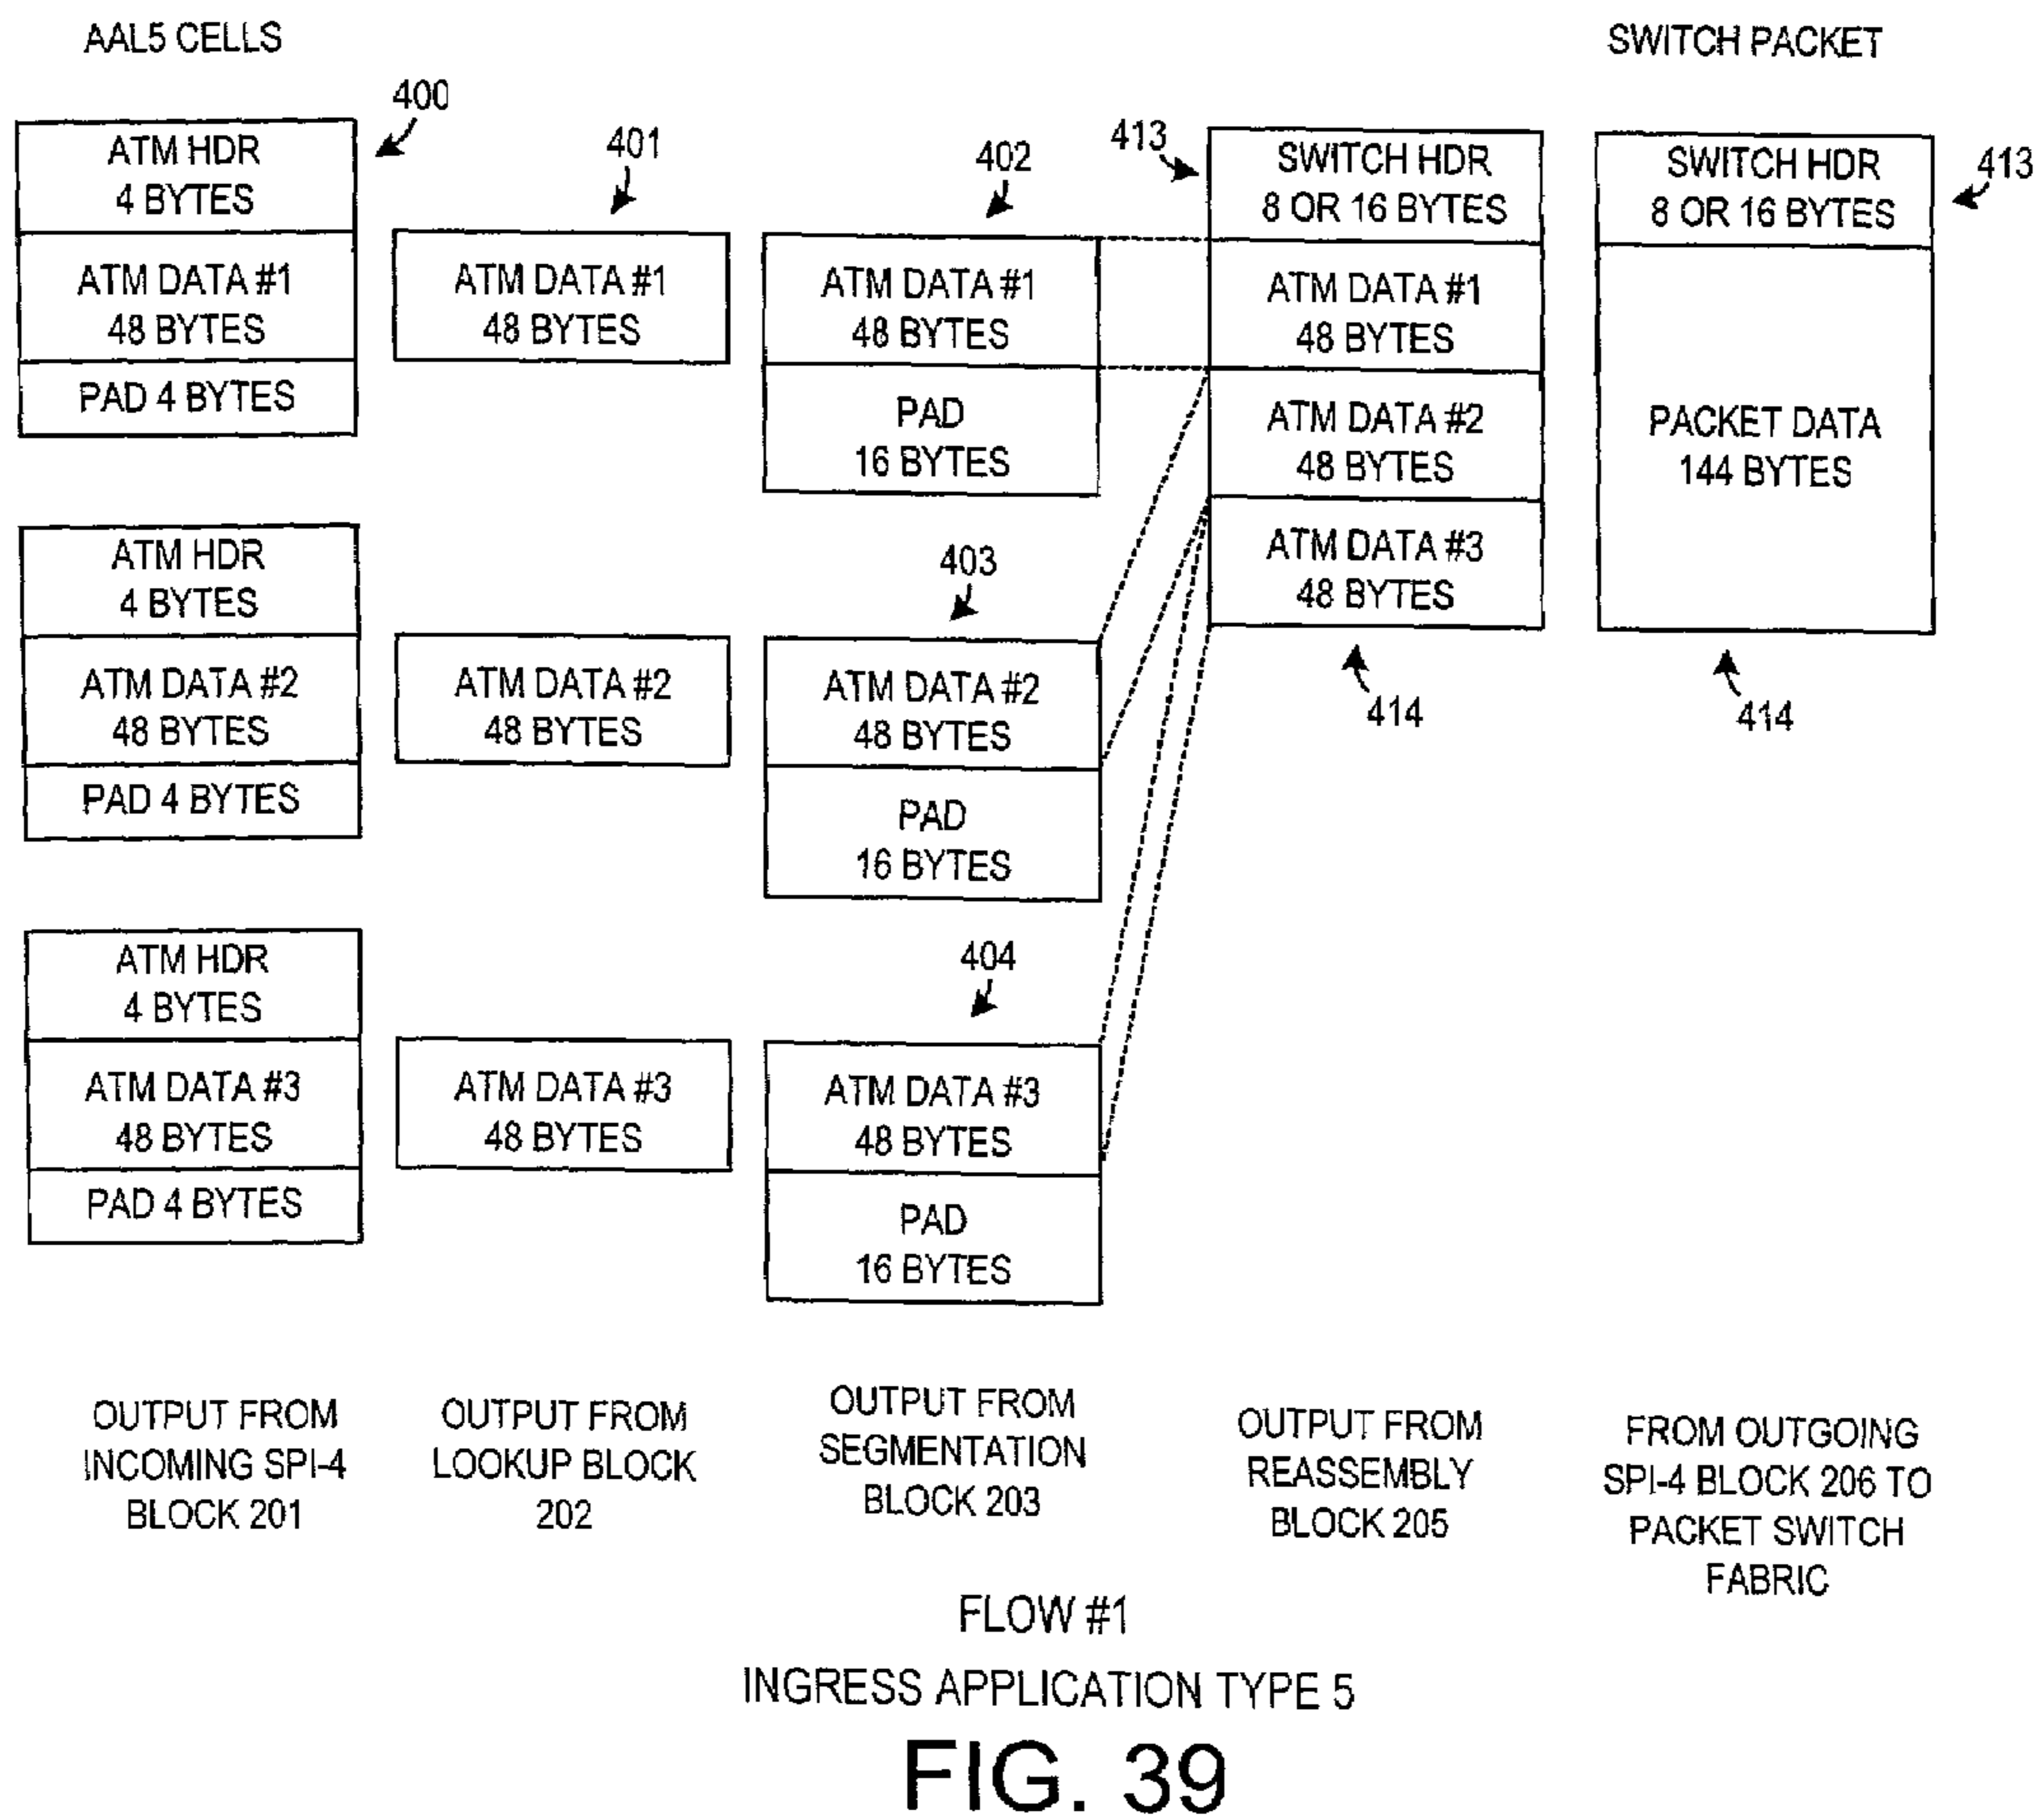 AAL5 CELLS
SWITCH PACKET
400
ATM HDR
4 BYTES
ATM DATA #1
48 BYTES
PAD 4 BYTES
401
ATM DATA #1
48 BYTES
402
ATM DATA #1
48 BYTES
PAD
16 BYTES
413
SWITCH HDR
8 OR 16 BYTES
ATM DATA #1
48 BYTES
ATM DATA #2
48 BYTES
ATM DATA #3
48 BYTES
414
SWITCH HDR
8 OR 16 BYTES
413
PACKET DATA
144 BYTES
414
ATM HDR
4 BYTES
ATM DATA #2
48 BYTES
PAD 4 BYTES
ATM DATA #2
48 BYTES
403
ATM DATA #2
48 BYTES
PAD
16 BYTES
ATM HDR
4 BYTES
ATM DATA #3
48 BYTES
PAD 4 BYTES
ATM DATA #3
48 BYTES
404
ATM DATA #3
48 BYTES
PAD
16 BYTES
OUTPUT FROM
INCOMING SPI-4
BLOCK 201
OUTPUT FROM
LOOKUP BLOCK
202
OUTPUT FROM
SEGMENTATION
BLOCK 203
OUTPUT FROM
REASSEMBLY
BLOCK 205
FROM OUTGOING
SPI-4 BLOCK 206 TO
PACKET SWITCH
FABRIC
FLOW #1
INGRESS APPLICATION TYPE 5
FIG. 39